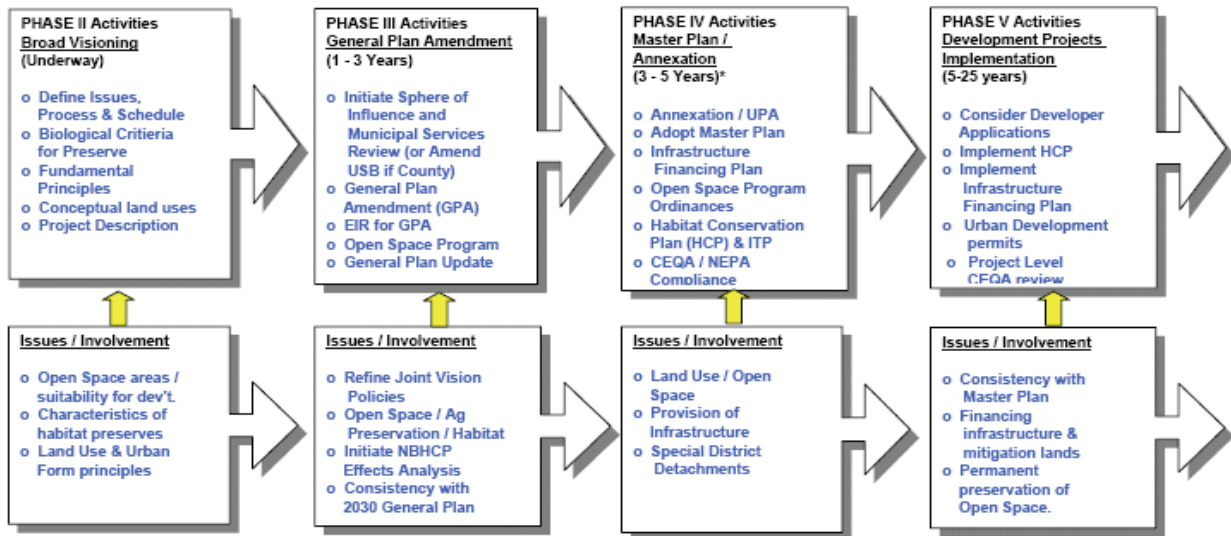 PHASE II Activities
Broad Visioning
(Underway)
o Define Issues,
Process & Schedule
o Biological Critieria
for Preserve
o Fundamental
Principles
o Conceptual land uses
o Project Description
PHASE III Activities
General Plan Amendment
(1 - 3 Years)
o Initiate Sphere of
Influence and
Municipal Services
Review (or Amend
USB if County)
o General Plan
Amendment (GPA)
o EIR for GPA
o Open Space Program
o General Plan Update
PHASE IV Activities
Master Plan /
Annexation
(3 - 5 Years)*
o Annexation / UPA
o Adopt Master Plan
o Infrastructure
Financing Plan
o Open Space Program
Ordinances
o Habitat Conservation
Plan (HCP) & ITP
o CEQA / NEPA
Compliance
PHASE V Activities
Development Projects
Implementation
(5-25 years)
o Consider Developer
Applications
o Implement HCP
o Implement
Infrastructure
Financing Plan
o Urban Development
permits
o Project Level
CEQA review
Issues / Involvement
o Open Space areas /
suitability for dev't.
o Characteristics of
habitat preserves
o Land Use & Urban
Form principles
Issues / Involvement
o Refine Joint Vision
Policies
o Open Space / Ag
Preservation / Habitat
o Initiate NBHCP
Effects Analysis
o Consistency with
2030 General Plan
Issues / Involvement
o Land Use / Open
Space
o Provision of
Infrastructure
o Special District
Detachments
Issues / Involvement
o Consistency with
Master Plan
o Financing
infrastructure &
mitigation lands
o Permanent
preservation of
Open Space.